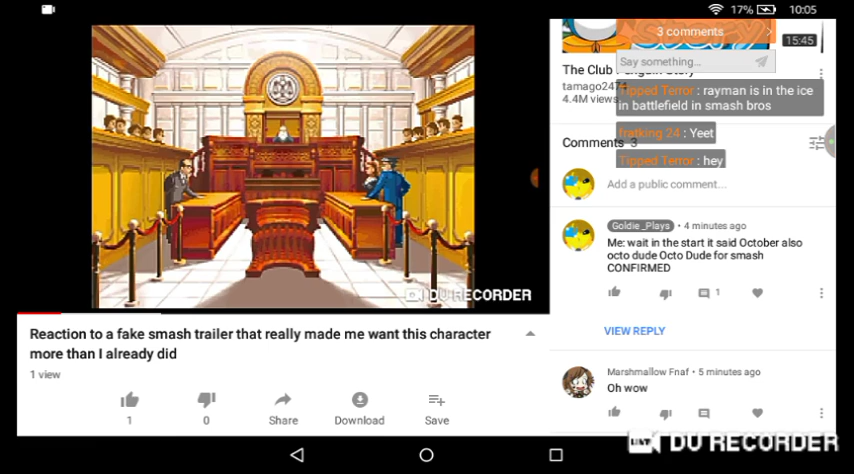 17% 10:05
DU RECORDER
Reaction to a fake smash trailer that really made me want this character
more than I already did
1 view
1
0
Share
Download
Save
3 comments
15:45
Say something...
The Club Penguin Story
tamago2474
4.4M views
Tipped Terror : rayman is in the ice
in battlefield in smash bros
fratking 24 : Yeet
Tipped Terror : hey
Comments 3
Add a public comment...
Goldie_Plays • 4 minutes ago
Me: wait in the start it said October also
octo dude Octo Dude for smash
CONFIRMED
1
VIEW REPLY
Marshmallow Fnaf • 5 minutes ago
Oh wow
DU RECORDER